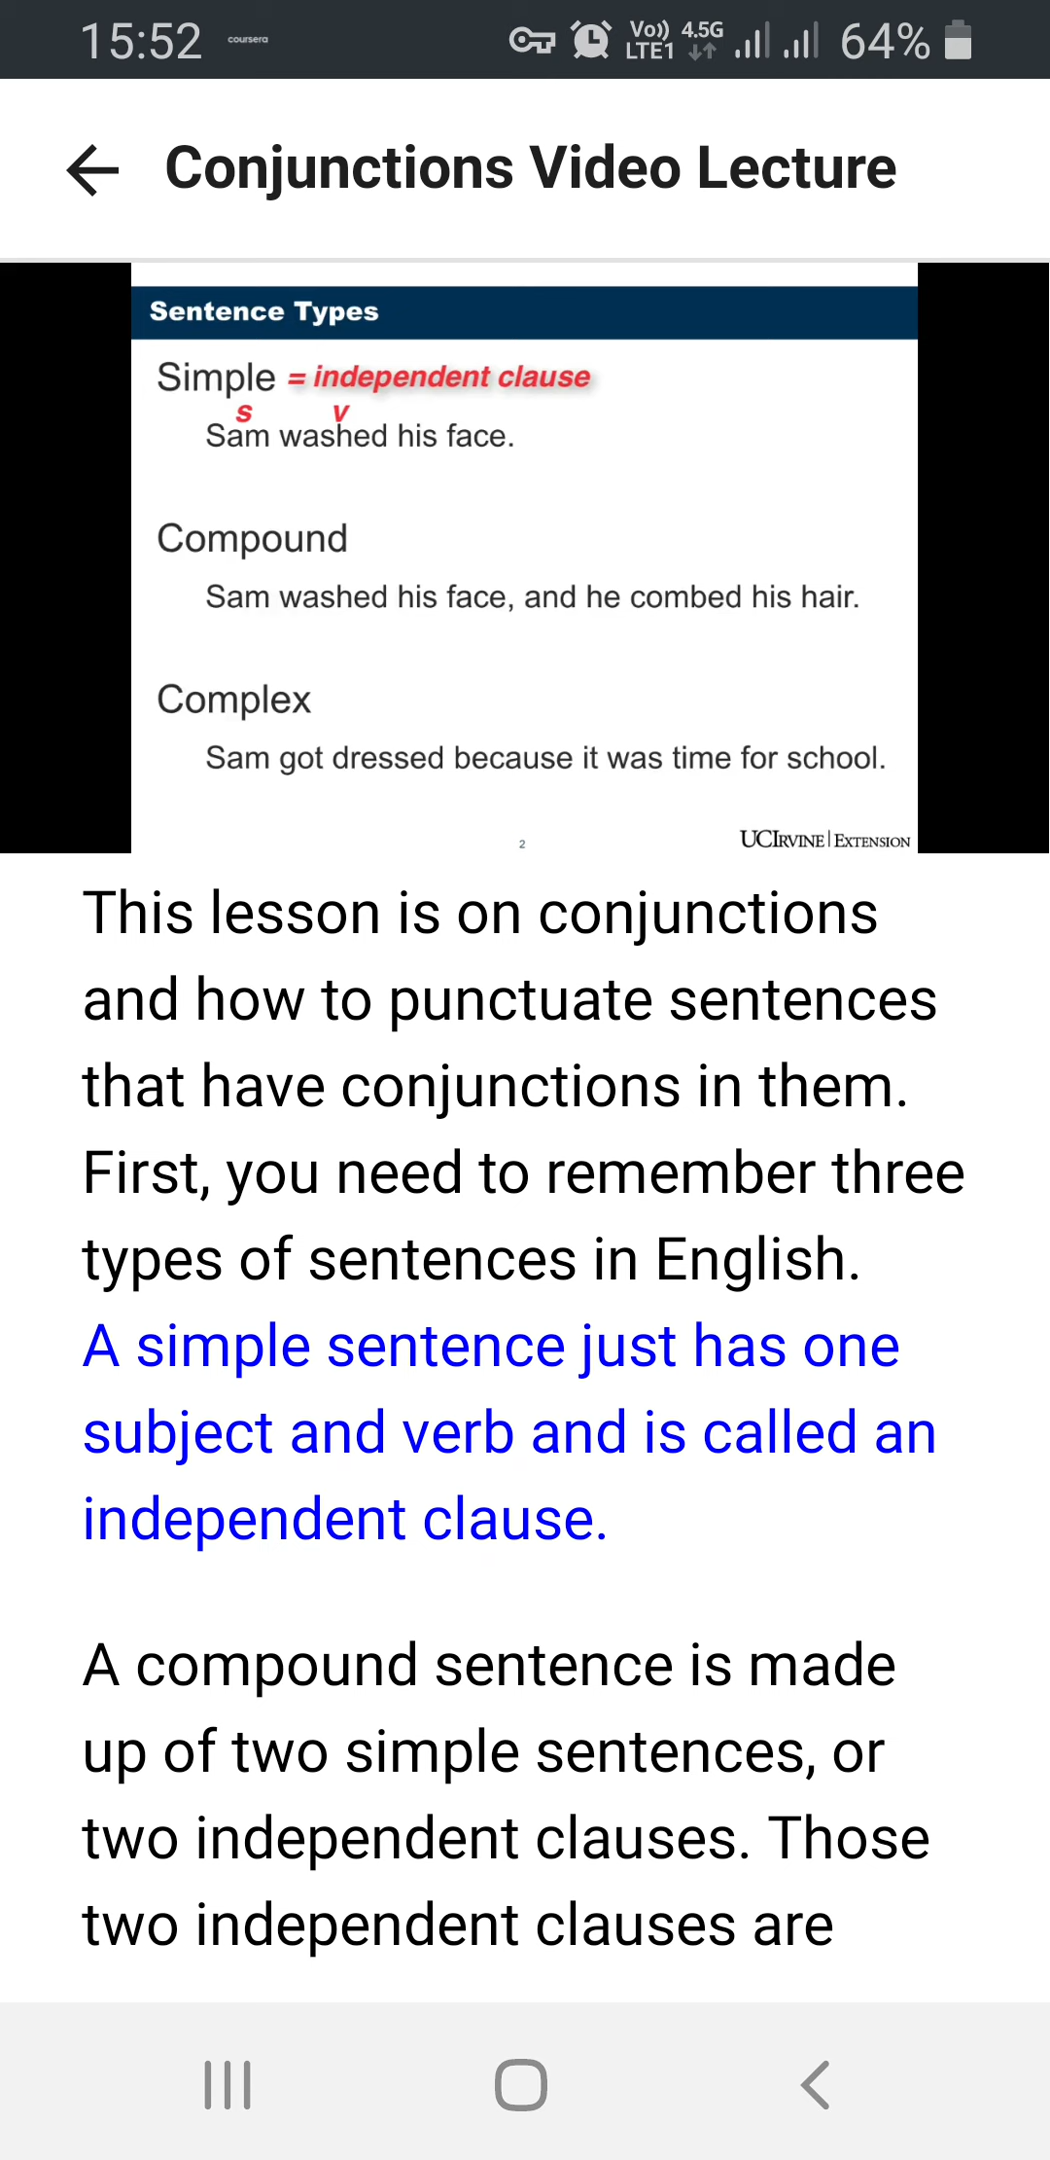 15:52 coursera Vo)) LTE1 4.5G 64%
Conjunctions Video Lecture
Sentence Types
Simple = independent clause
S V
Sam washed his face.
Compound
Sam washed his face, and he combed his hair.
Complex
Sam got dressed because it was time for school.
2 UCIRVINE | EXTENSION
This lesson is on conjunctions
and how to punctuate sentences
that have conjunctions in them.
First, you need to remember three
types of sentences in English.
A simple sentence just has one
subject and verb and is called an
independent clause.
A compound sentence is made
up of two simple sentences, or
two independent clauses. Those
two independent clauses are